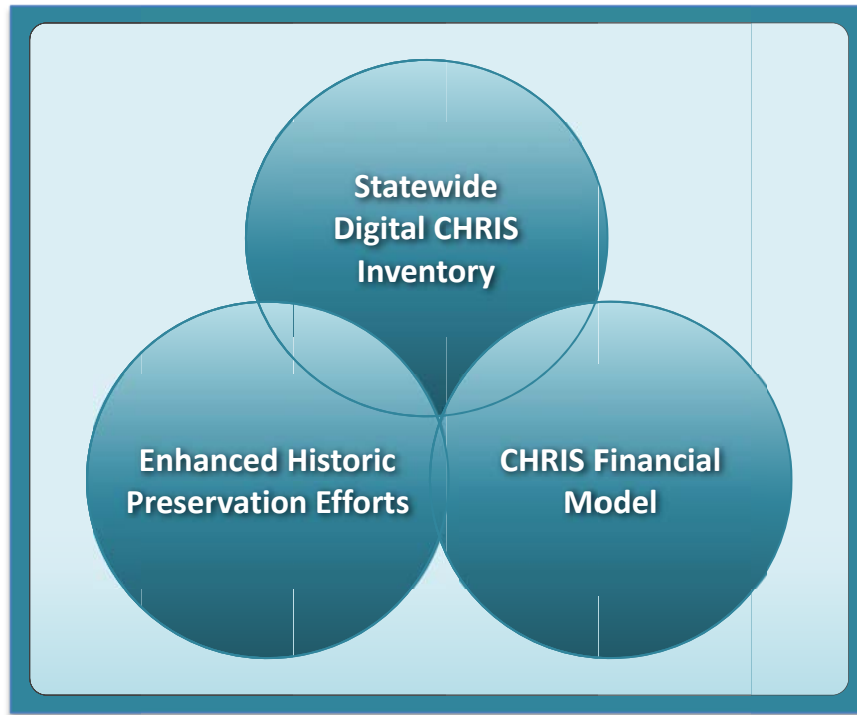 Statewide
Digital CHRIS
Inventory
Enhanced Historic
Preservation Efforts
CHRIS Financial
Model